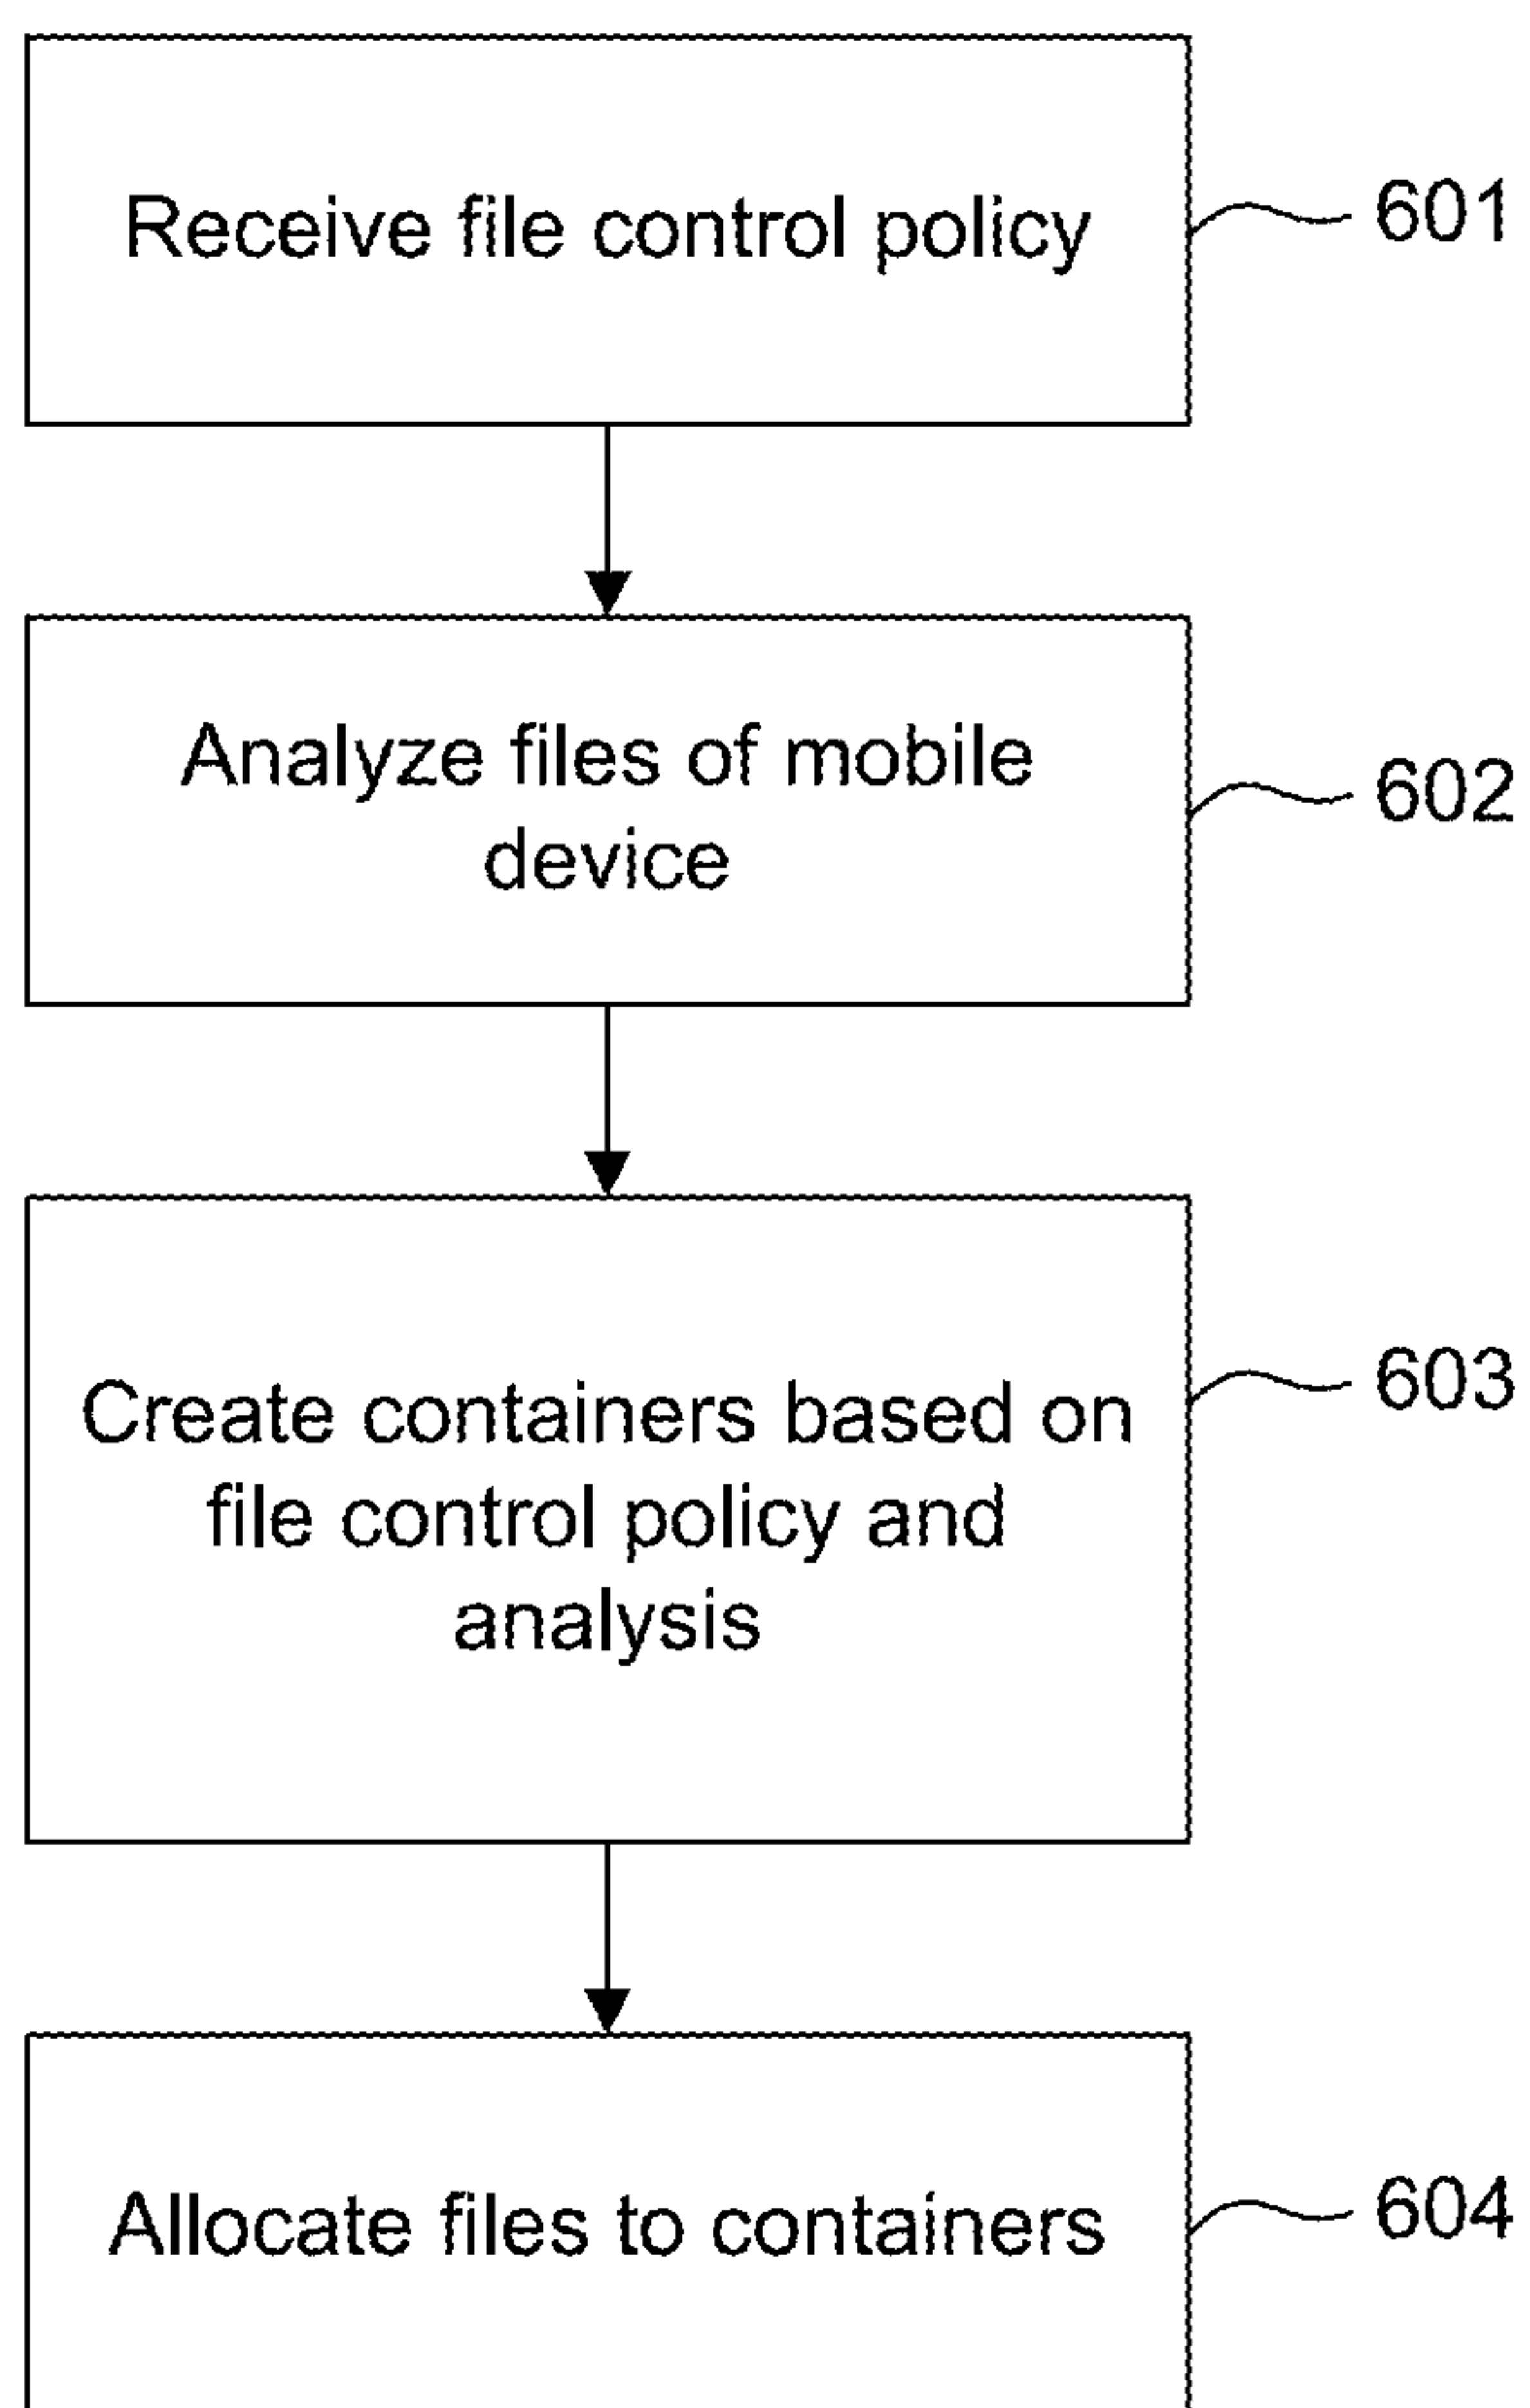 Receive file control policy
601
Analyze files of mobile
device
602
Create containers based on
file control policy and
analysis
603
Allocate files to containers
604